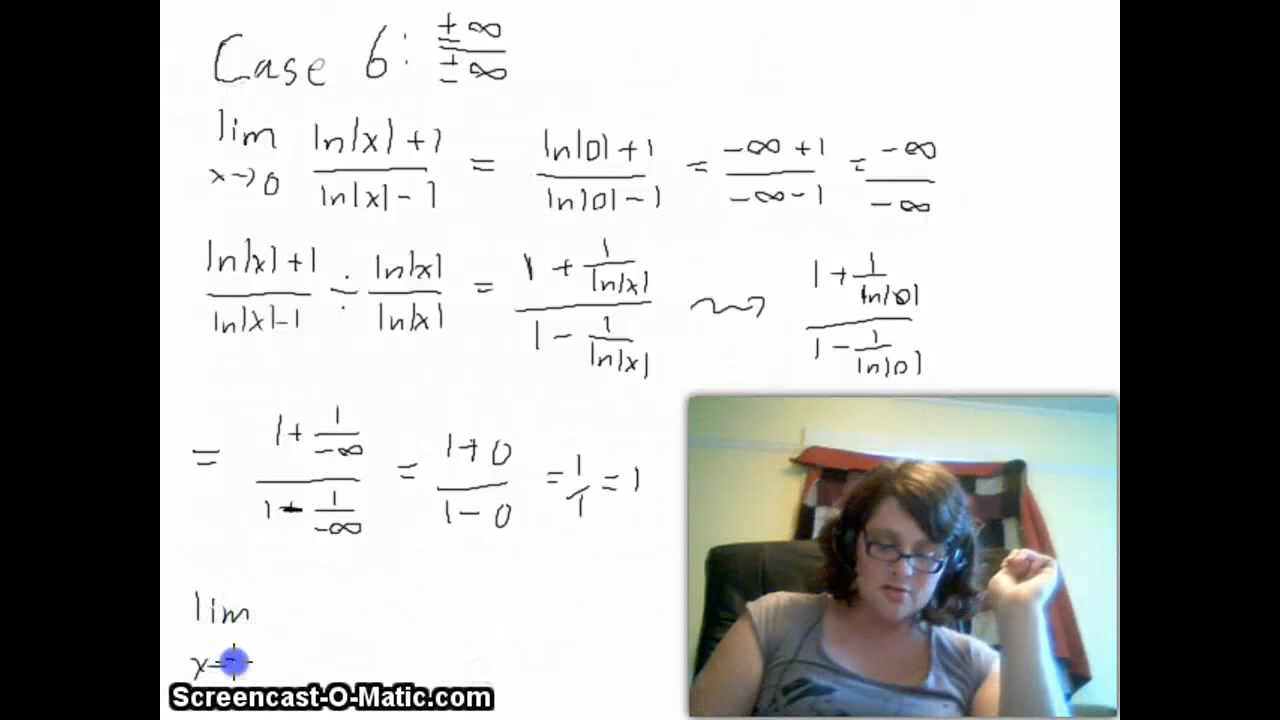 Case 6: ±∞/±∞
lim x→0 (ln|x|+1)/(ln|x|-1) = (ln|0|+1)/(ln|0|-1) = (-∞+1)/(-∞-1) = -∞/-∞
(ln|x|+1)/(ln|x|-1) ÷ ln|x|/ln|x| = (1 + 1/ln|x|)/(1 - 1/ln|x|) ⇝ (1 + 1/ln|0|)/(1 - 1/ln|0|)
= (1 + 1/-∞)/(1 - 1/-∞) = (1+0)/(1-0) = 1/1 = 1
lim
x
Screencast-O-Matic.com